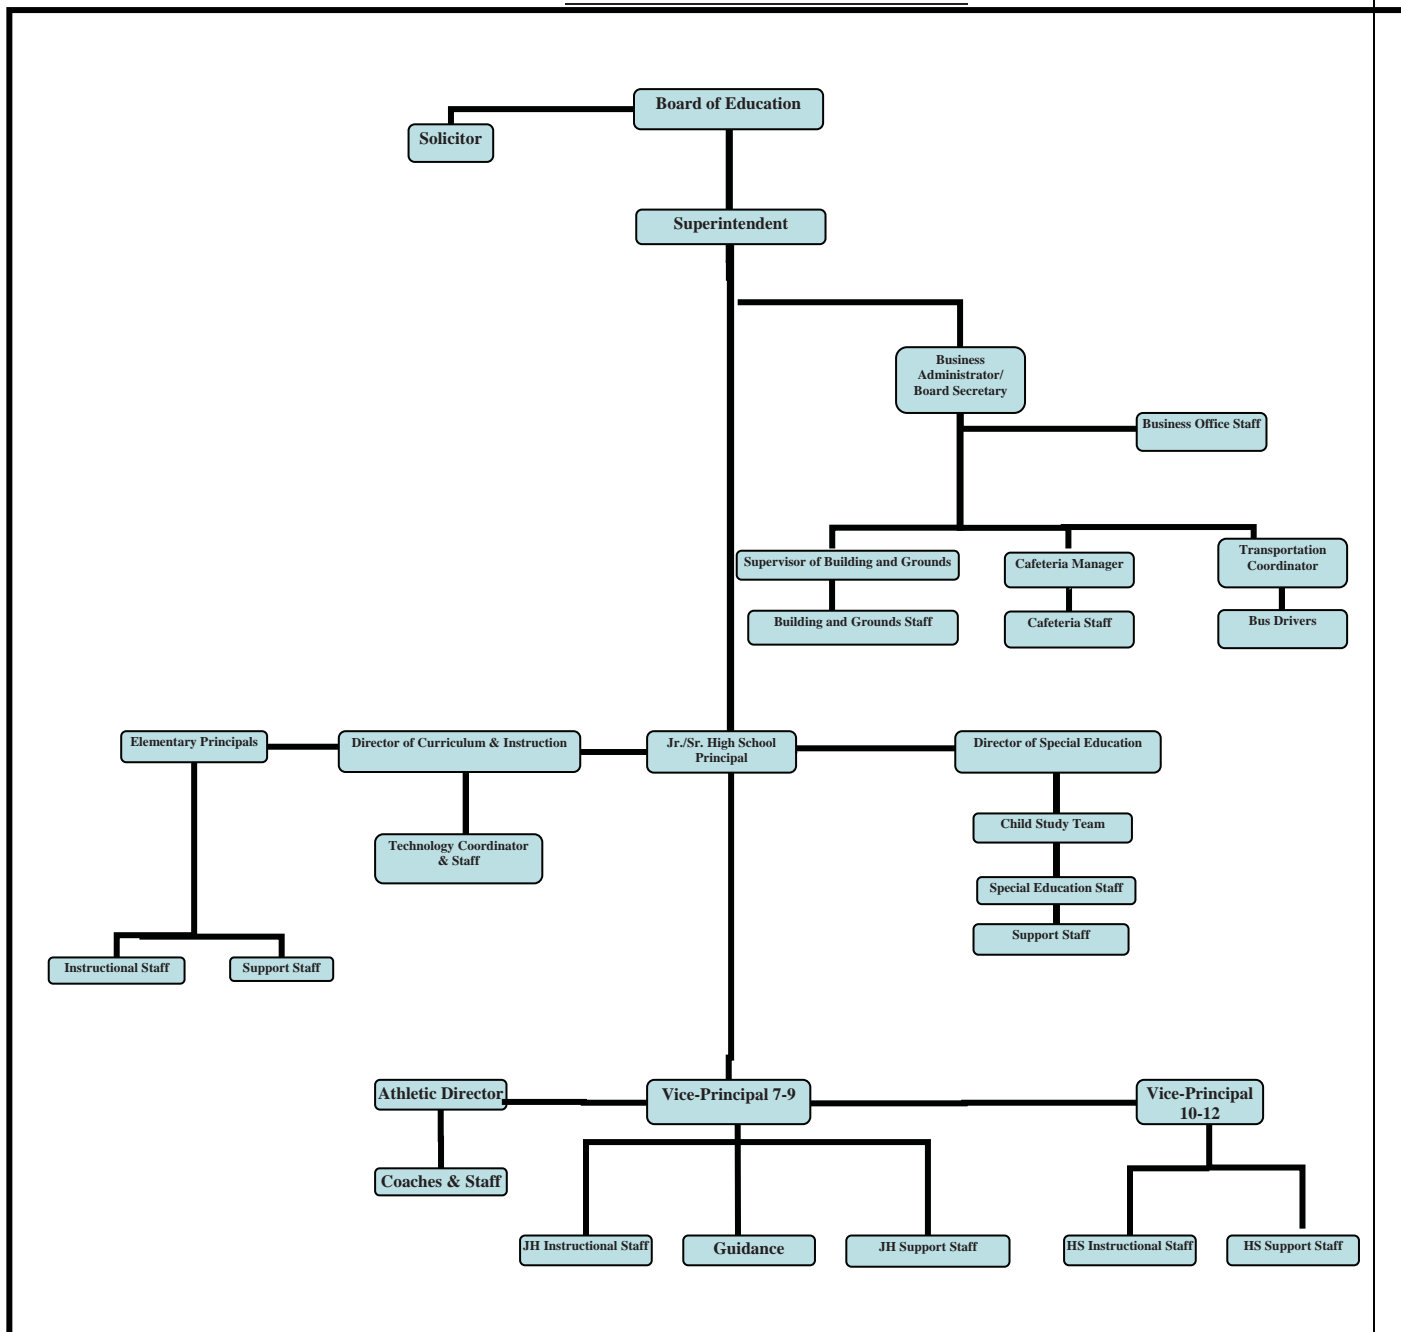 Board of Education
Solicitor
Superintendent
Business
Administrator/
Board Secretary
Business Office Staff
Supervisor of Building and Grounds
Cafeteria Manager
Transportation
Coordinator
Building and Grounds Staff
Cafeteria Staff
Bus Drivers
Elementary Principals
Director of Curriculum & Instruction
Jr./Sr. High School
Principal
Director of Special Education
Technology Coordinator
& Staff
Child Study Team
Special Education Staff
Support Staff
Instructional Staff
Support Staff
Athletic Director
Vice-Principal 7-9
Vice-Principal
10-12
Coaches & Staff
JH Instructional Staff
Guidance
JH Support Staff
HS Instructional Staff
HS Support Staff